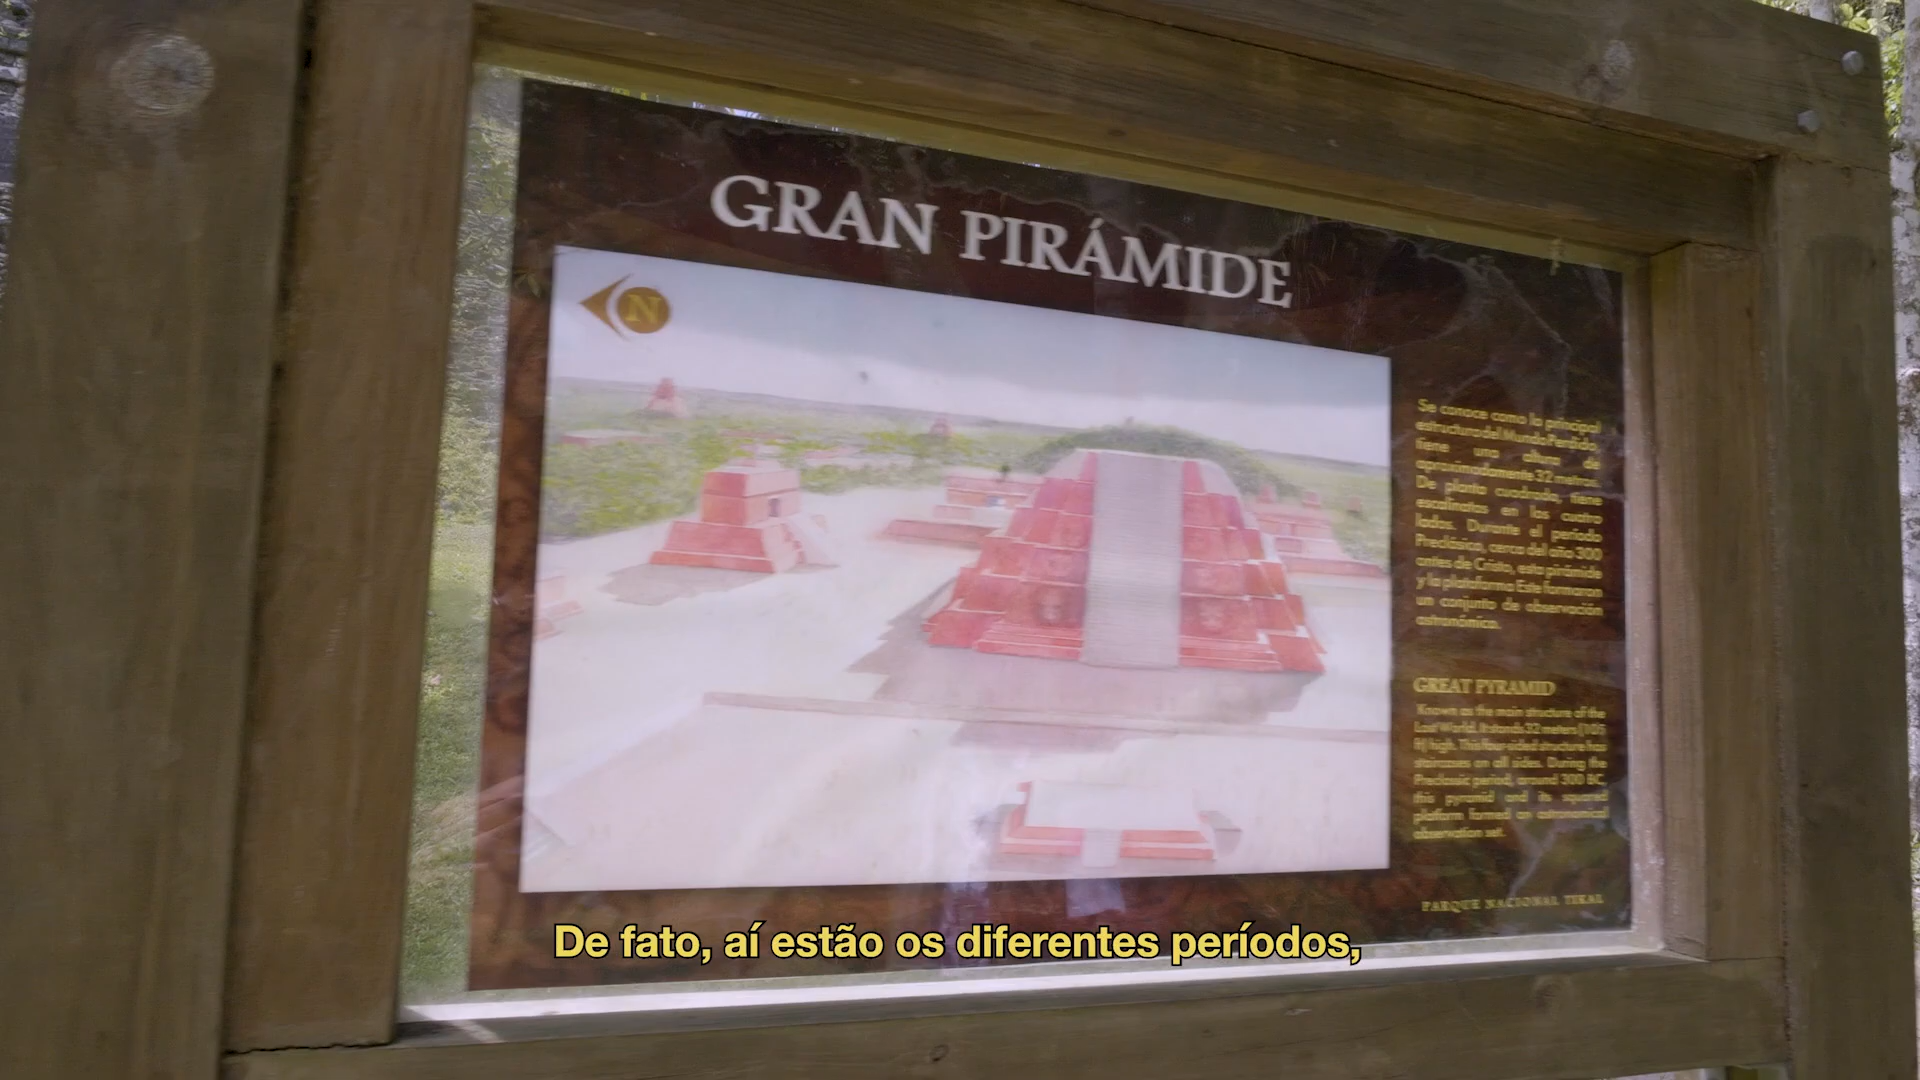 GRAN PIRÁMIDE
N
Se conoce como la principal
estructura del Mundo Perdido,
tiene una altura de
aproximadamente 32 metros.
De planta cuadrada, tiene
escalinatas en los cuatro
lados. Durante el período
Preclásico, cerca del año 300
antes de Cristo, esta pirámide
y la plataforma Este formaron
un conjunto de observación
astronómica.
GREAT PYRAMID
Known as the main structure of the
Lost World. It stands 32 meters (105
ft) high. This four sided structure has
staircases on all sides. During the
Preclassic period, around 300 BC,
this pyramid and its squared
platform formed an astronomical
observation set.
PARQUE NACIONAL TIKAL
De fato, aí estão os diferentes períodos,